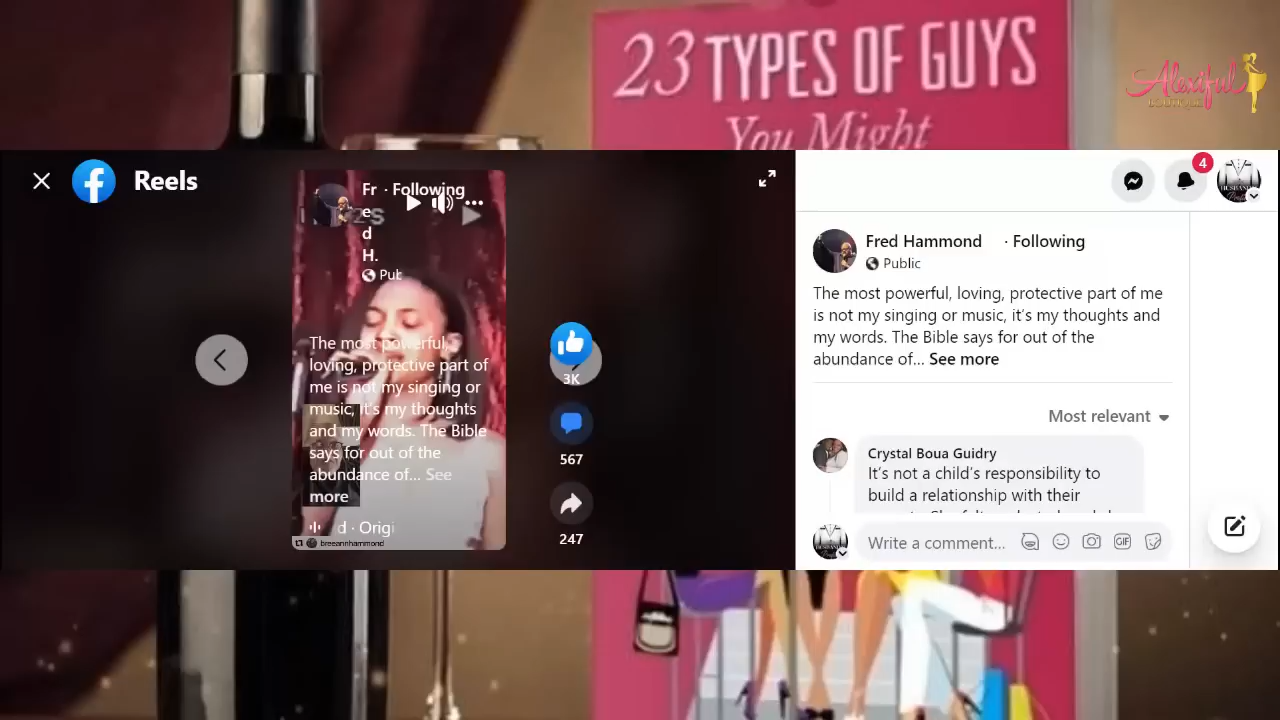 23 TYPES OF GUYS
You Might
Alexiful
BOUTIQUE
Reels
Fr · Following
e
d
H.
Pub
The most powerful,
loving, protective part of
me is not my singing or
music, it's my thoughts
and my words. The Bible
says for out of the
abundance of... See
more
d · Origi
breeannhammond
3K
567
247
4
Fred Hammond · Following
Public
The most powerful, loving, protective part of me
is not my singing or music, it's my thoughts and
my words. The Bible says for out of the
abundance of... See more
Most relevant
Crystal Boua Guidry
It's not a child's responsibility to
build a relationship with their
Write a comment...
GIF